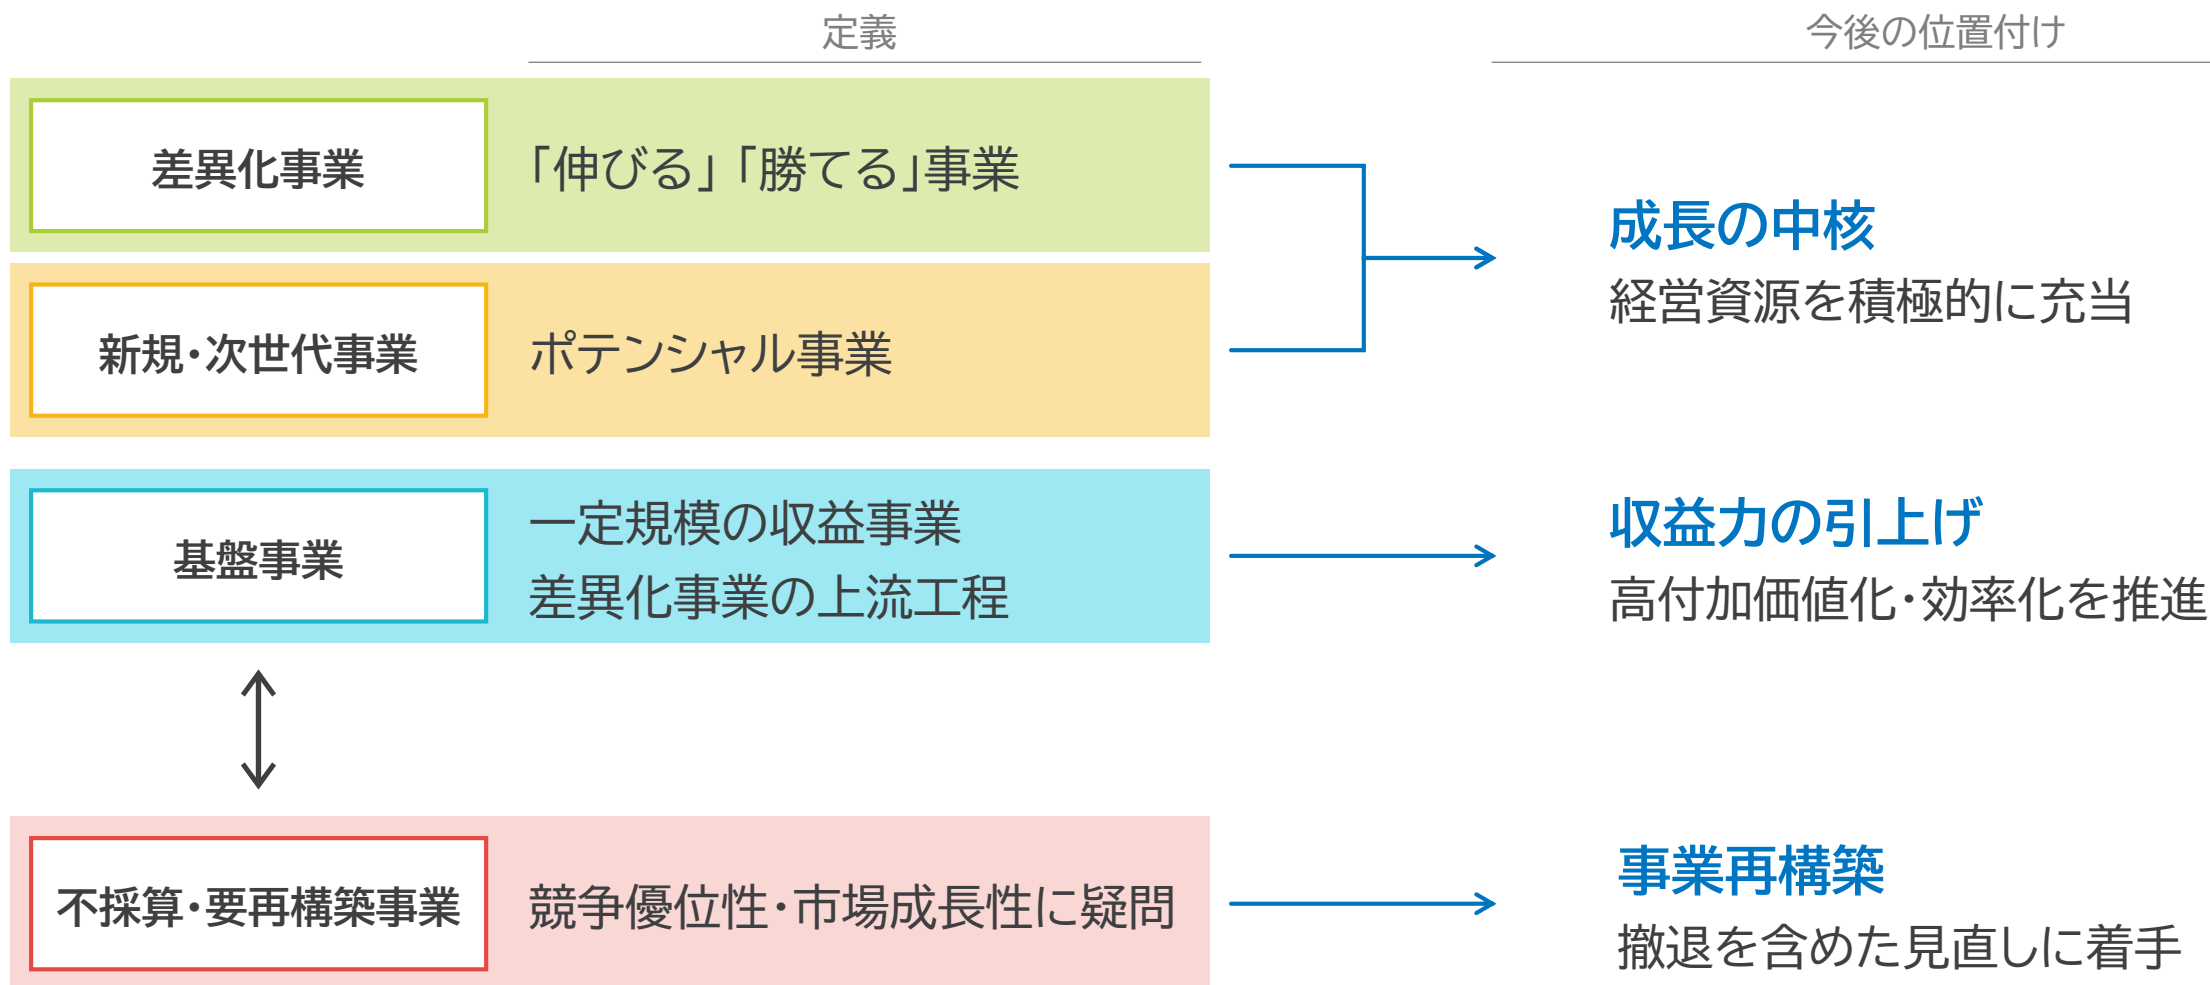 定義
今後の位置付け
差異化事業
「伸びる」「勝てる」事業
新規・次世代事業
ポテンシャル事業
成長の中核
経営資源を積極的に充当
基盤事業
一定規模の収益事業
差異化事業の上流工程
収益力の引上げ
高付加価値化・効率化を推進
不採算・要再構築事業
競争優位性・市場成長性に疑問
事業再構築
撤退を含めた見直しに着手